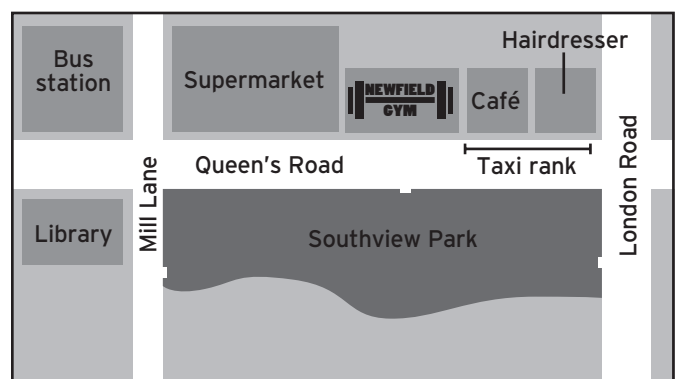 Hairdresser
Bus
station
Supermarket
NEWFIELD
GYM
Café
Queen's Road
Taxi rank
Mill Lane
London Road
Library
Southview Park